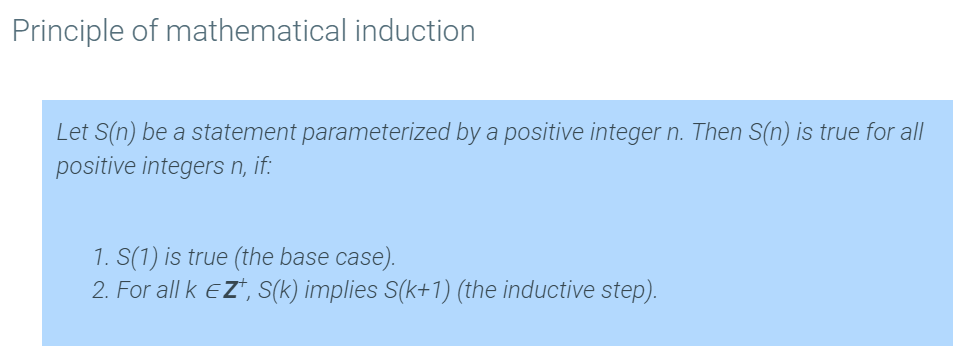 Principle of mathematical induction
Let S(n) be a statement parameterized by a positive integer n. Then S(n) is true for all
positive integers n, if:
1. S(1) is true (the base case).
2. For all k ∈ Z⁺, S(k) implies S(k+1) (the inductive step).